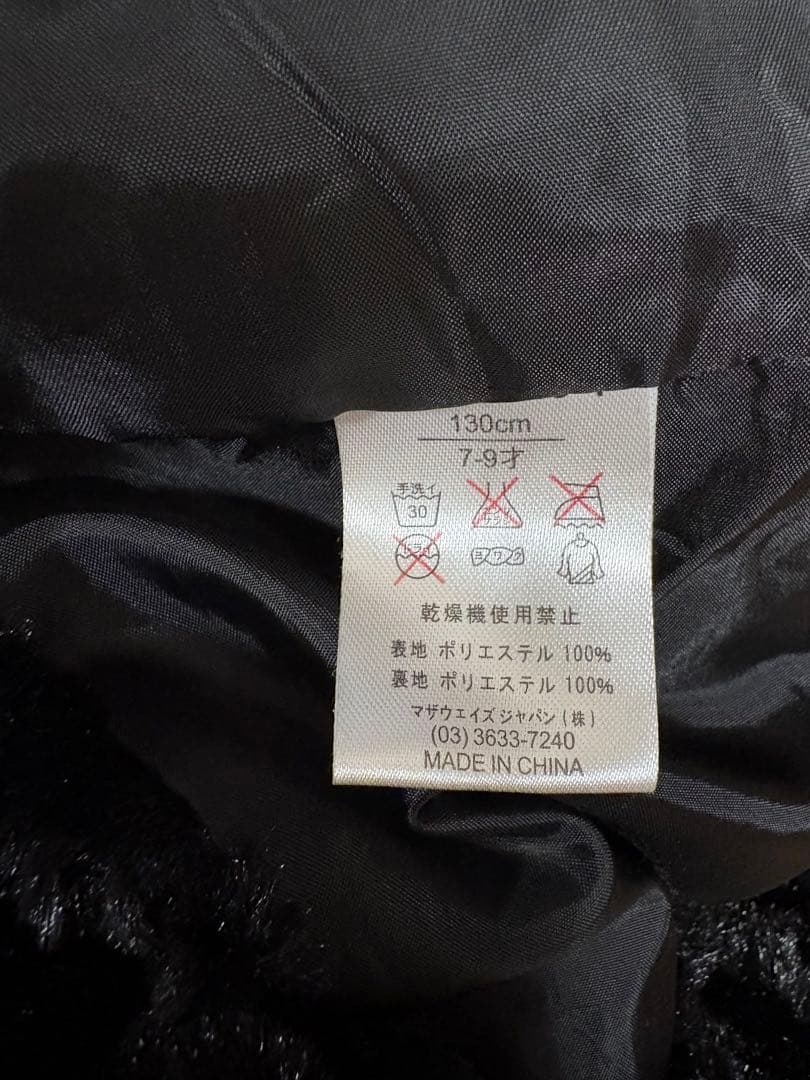 130cm
7-9才
手洗イ
30
乾燥機使用禁止
表地 ポリエステル 100%
裏地 ポリエステル 100%
マザウェイズ ジャパン (株)
(03) 3633-7240
MADE IN CHINA